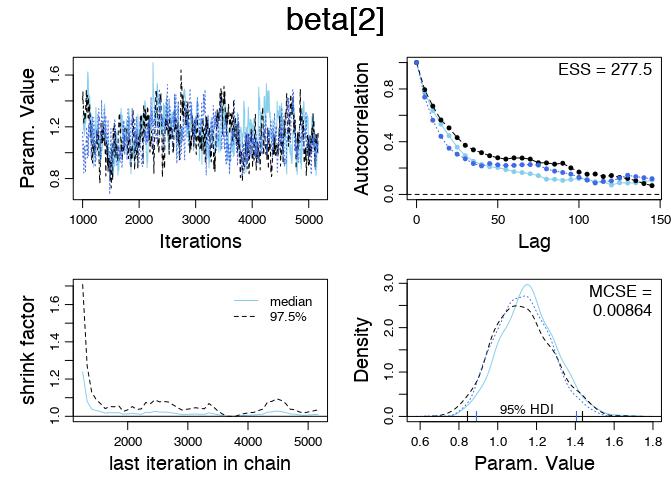 beta[2]
Param. Value
0.8 1.2 1.6
1000 2000 3000 4000 5000
Iterations
Autocorrelation
0.0 0.4 0.8
ESS = 277.5
0 50 100 150
Lag
shrink factor
1.0 1.2 1.4 1.6
median
97.5%
2000 3000 4000 5000
last iteration in chain
Density
0.0 1.0 2.0 3.0
MCSE =
0.00864
95% HDI
0.6 0.8 1.0 1.2 1.4 1.6 1.8
Param. Value